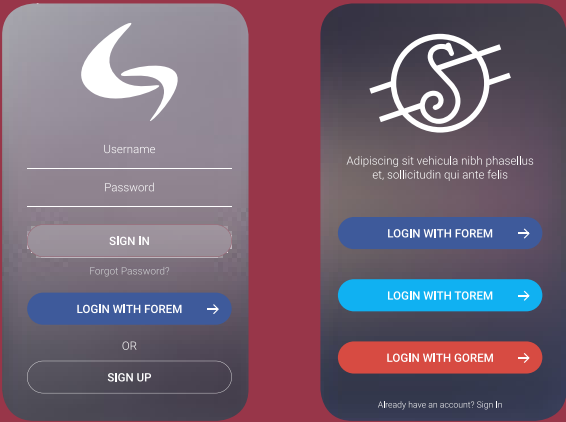 Username
Password
SIGN IN
Forgot Password?
LOGIN WITH FOREM
OR
SIGN UP
S
Adipiscing sit vehicula nibh phasellus
et, sollicitudin qui ante felis
LOGIN WITH FOREM
LOGIN WITH TOREM
LOGIN WITH GOREM
Already have an account? Sign In